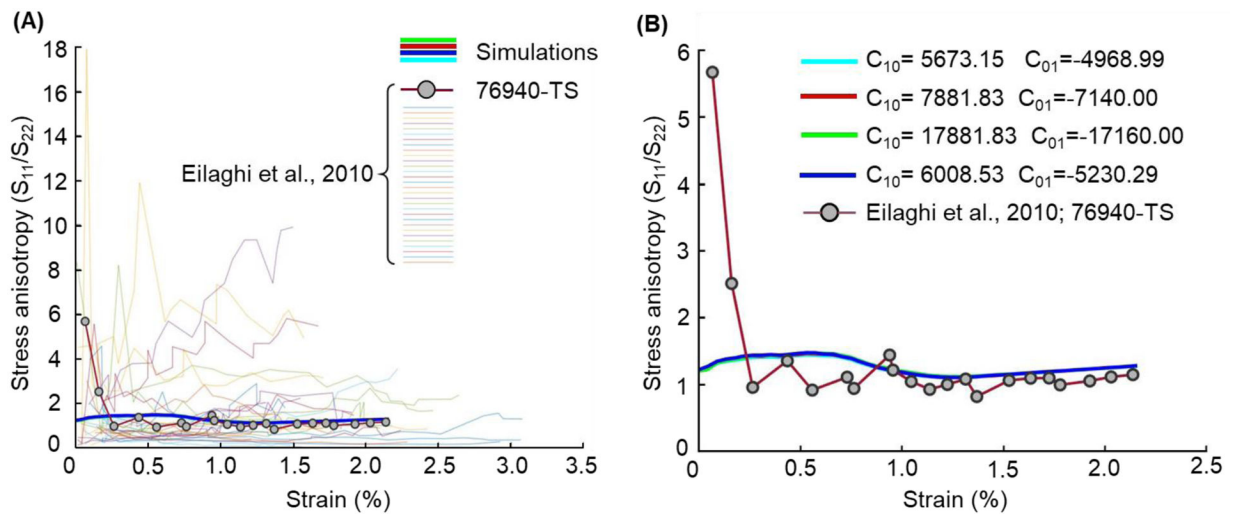 (A)
18
16
14
12
10
8
6
4
2
0
Stress anisotropy (S11/S22)
0 0.5 1.0 1.5 2.0 2.5 3.0 3.5
Strain (%)
Simulations
76940-TS
Eilaghi et al., 2010
(B)
6
5
4
3
2
1
0
Stress anisotropy (S11/S22)
0 0.5 1.0 1.5 2.0 2.5
Strain (%)
C10= 5673.15 C01=-4968.99
C10= 7881.83 C01=-7140.00
C10= 17881.83 C01=-17160.00
C10= 6008.53 C01=-5230.29
Eilaghi et al., 2010; 76940-TS